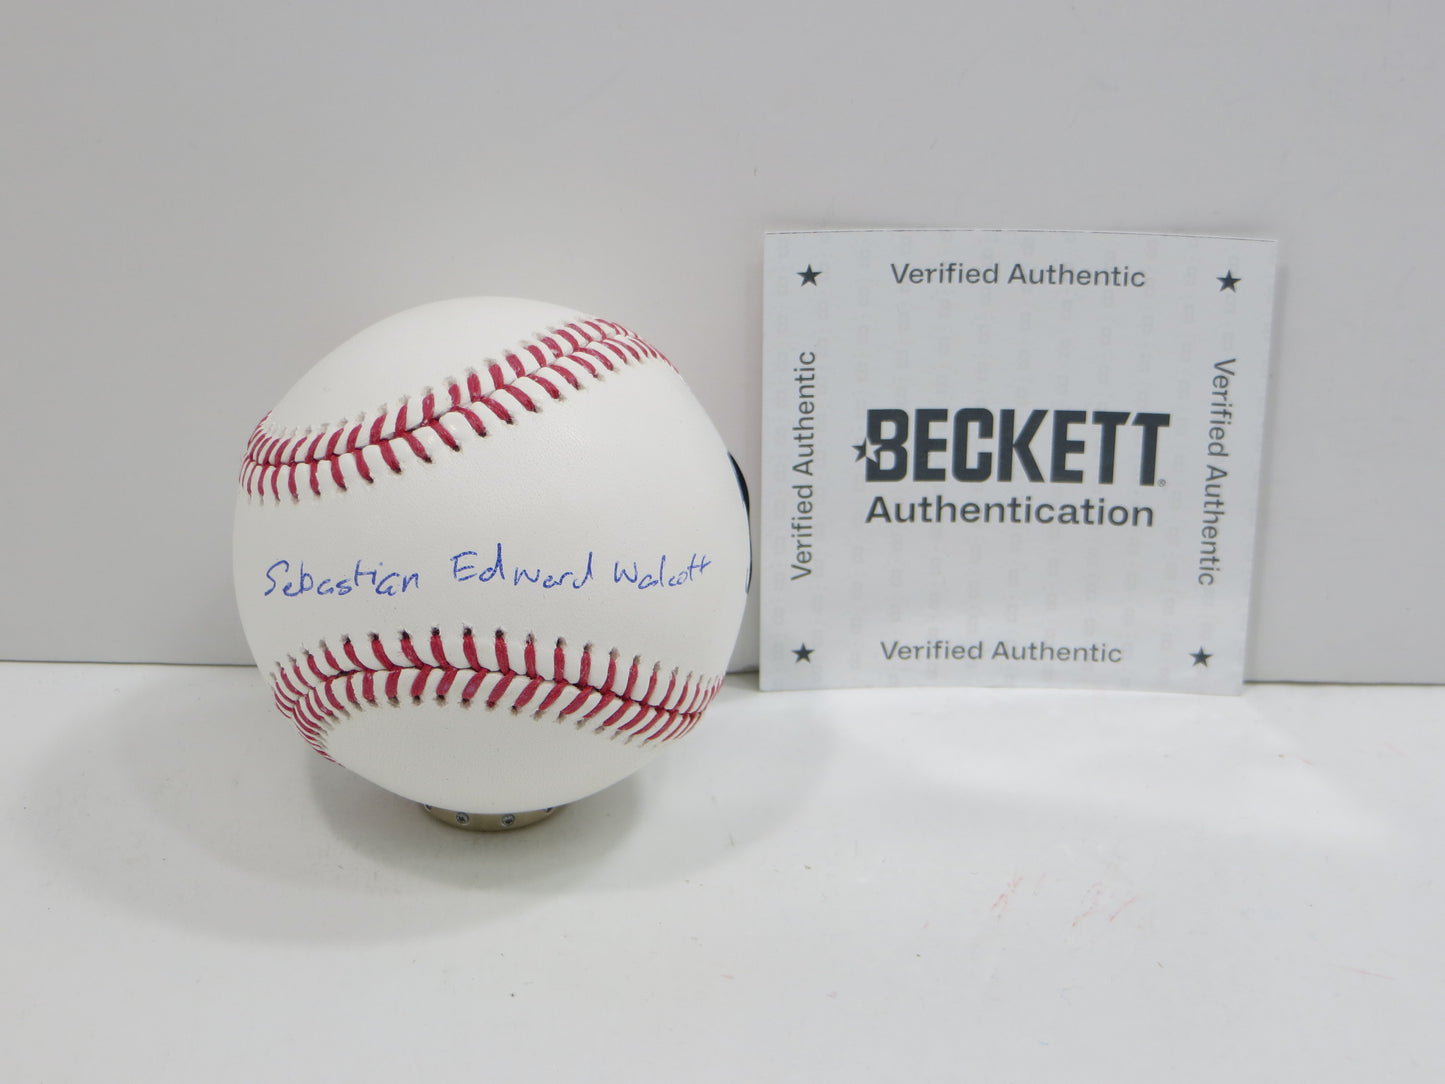 Sebastian Edward Walcott
Verified Authentic
Verified Authentic
BECKETT®
Authentication
Verified Authentic
Verified Authentic